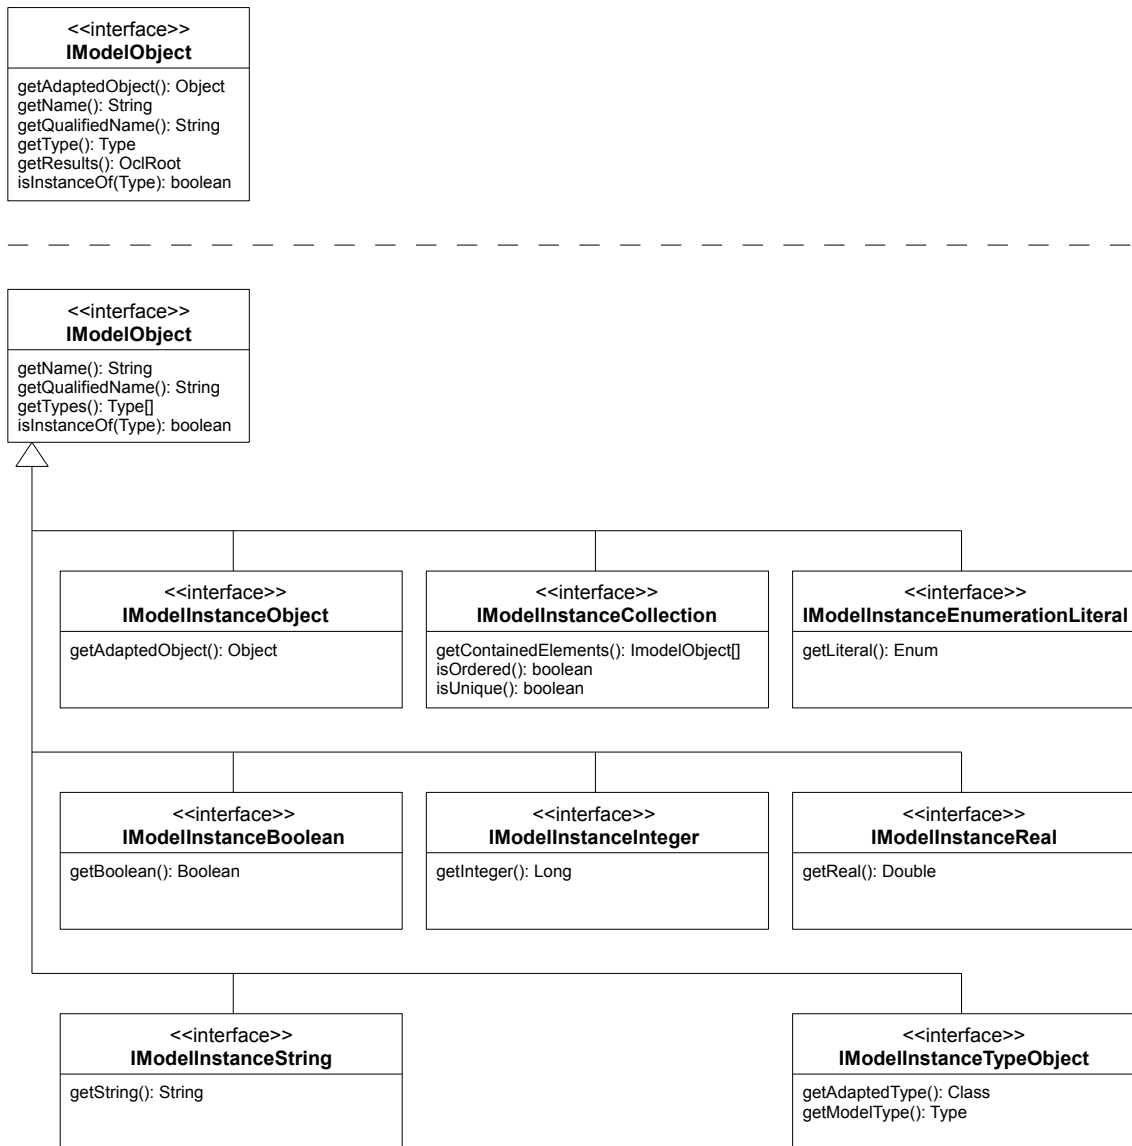 <<interface>>
IModelObject
getAdaptedObject(): Object
getName(): String
getQualifiedName(): String
getType(): Type
getResults(): OclRoot
isInstanceOf(Type): boolean
<<interface>>
IModelObject
getName(): String
getQualifiedName(): String
getTypes(): Type[]
isInstanceOf(Type): boolean
<<interface>>
IModelInstanceObject
getAdaptedObject(): Object
<<interface>>
IModelInstanceCollection
getContainedElements(): ImodelObject[]
isOrdered(): boolean
isUnique(): boolean
<<interface>>
IModelInstanceEnumerationLiteral
getLiteral(): Enum
<<interface>>
IModelInstanceBoolean
getBoolean(): Boolean
<<interface>>
IModelInstanceInteger
getInteger(): Long
<<interface>>
IModelInstanceReal
getReal(): Double
<<interface>>
IModelInstanceString
getString(): String
<<interface>>
IModelInstanceTypeObject
getAdaptedType(): Class
getModelType(): Type